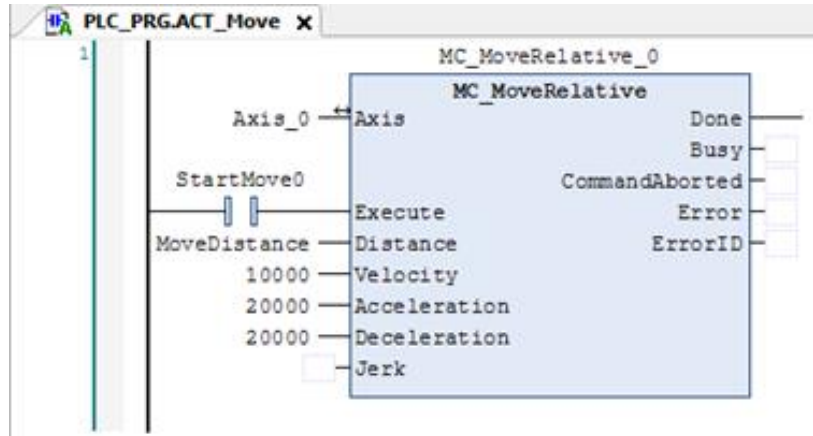 PLC_PRG.ACT_Move x
1
MC_MoveRelative_0
MC_MoveRelative
Axis_0 Axis Done
Busy
StartMove0 CommandAborted
Execute Error
MoveDistance Distance ErrorID
10000 Velocity
20000 Acceleration
20000 Deceleration
Jerk